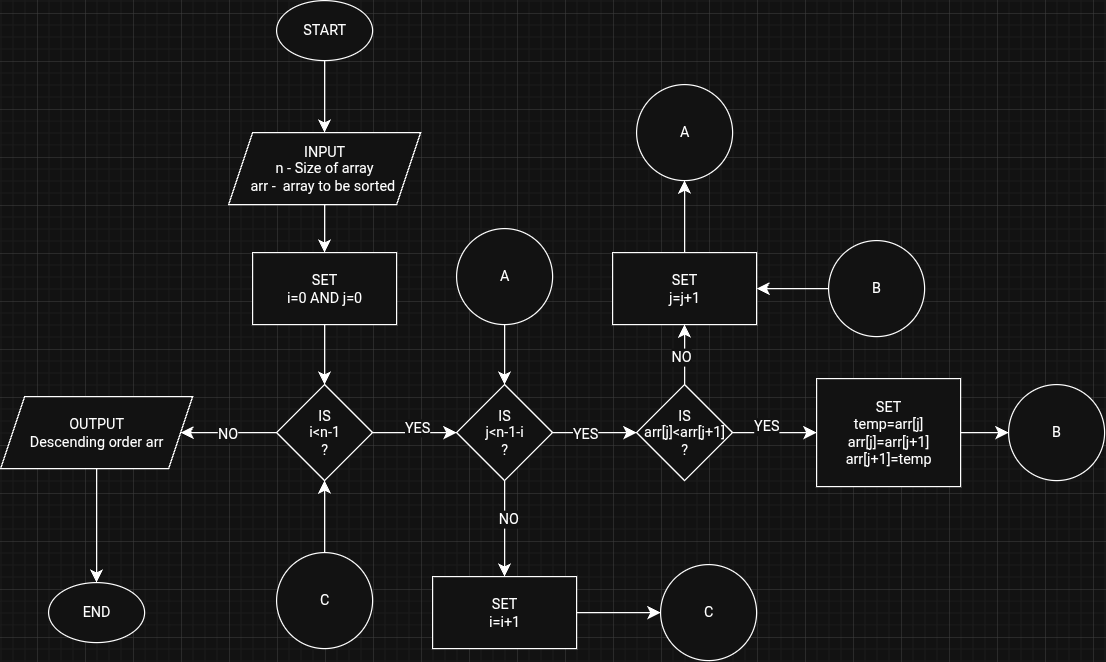 START
INPUT
n - Size of array
arr - array to be sorted
SET
i=0 AND j=0
A
A
SET
j=j+1
B
NO
IS
i<n-1
?
YES
IS
j<n-1-i
?
YES
IS
arr[j]<arr[j+1]
?
YES
SET
temp=arr[j]
arr[j]=arr[j+1]
arr[j+1]=temp
B
NO
OUTPUT
Descending order arr
NO
SET
i=i+1
C
C
END